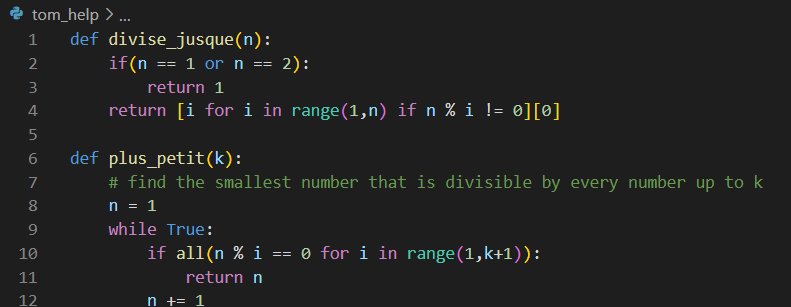 tom_help > ...
1 def divise_jusque(n):
2     if(n == 1 or n == 2):
3         return 1
4     return [i for i in range(1,n) if n % i != 0][0]
5
6 def plus_petit(k):
7     # find the smallest number that is divisible by every number up to k
8     n = 1
9     while True:
10         if all(n % i == 0 for i in range(1,k+1)):
11             return n
12         n += 1